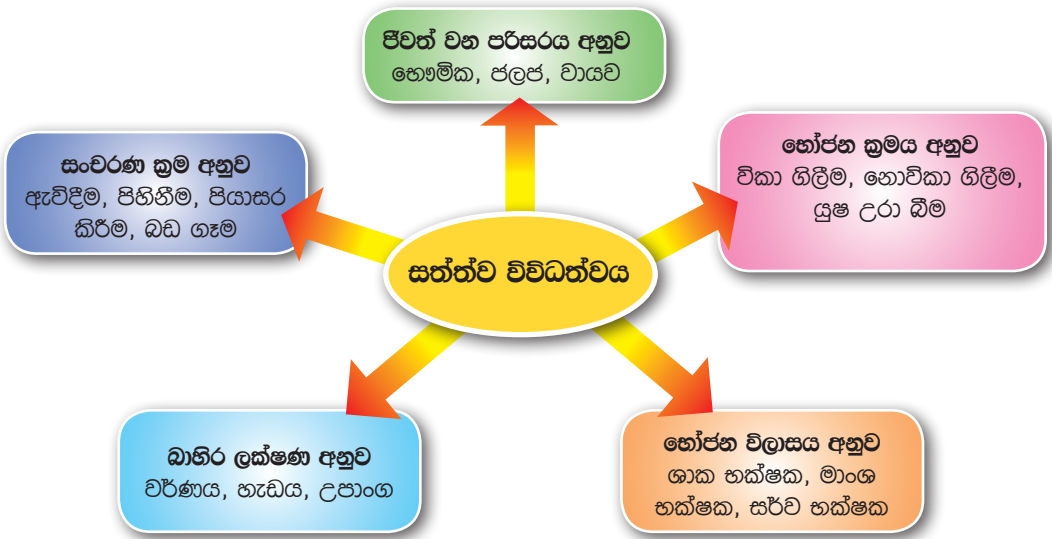 ජීවත් වන පරිසරය අනුව
භෞමික, ජලජ, වායව
සංචරණ ක්‍රම අනුව
ඇවිදීම, පිහිනීම, පියාසර
කිරීම, බඩ ගෑම
භෝජන ක්‍රමය අනුව
විකා ගිලීම, නොවිකා ගිලීම,
යුෂ උරා බීම
සත්ත්ව විවිධත්වය
බාහිර ලක්ෂණ අනුව
වර්ණය, හැඩය, උපාංග
භෝජන විලාසය අනුව
ශාක භක්ෂක, මාංශ
භක්ෂක, සර්ව භක්ෂක